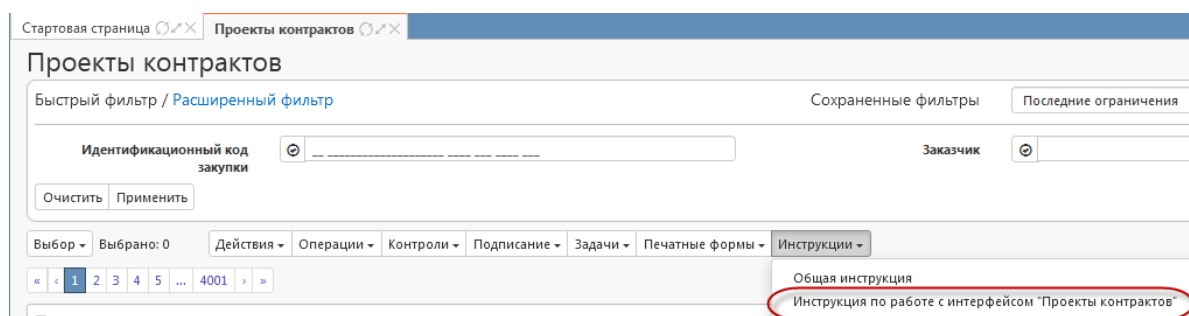 Стартовая страница
Проекты контрактов
Проекты контрактов
Быстрый фильтр / Расширенный фильтр
Сохраненные фильтры
Последние ограничения
Идентификационный код закупки
Заказчик
Очистить
Применить
Выбор
Выбрано: 0
Действия
Операции
Контроли
Подписание
Задачи
Печатные формы
Инструкции
« ‹ 1 2 3 4 5 ... 4001 › »
Общая инструкция
Инструкция по работе с интерфейсом "Проекты контрактов"